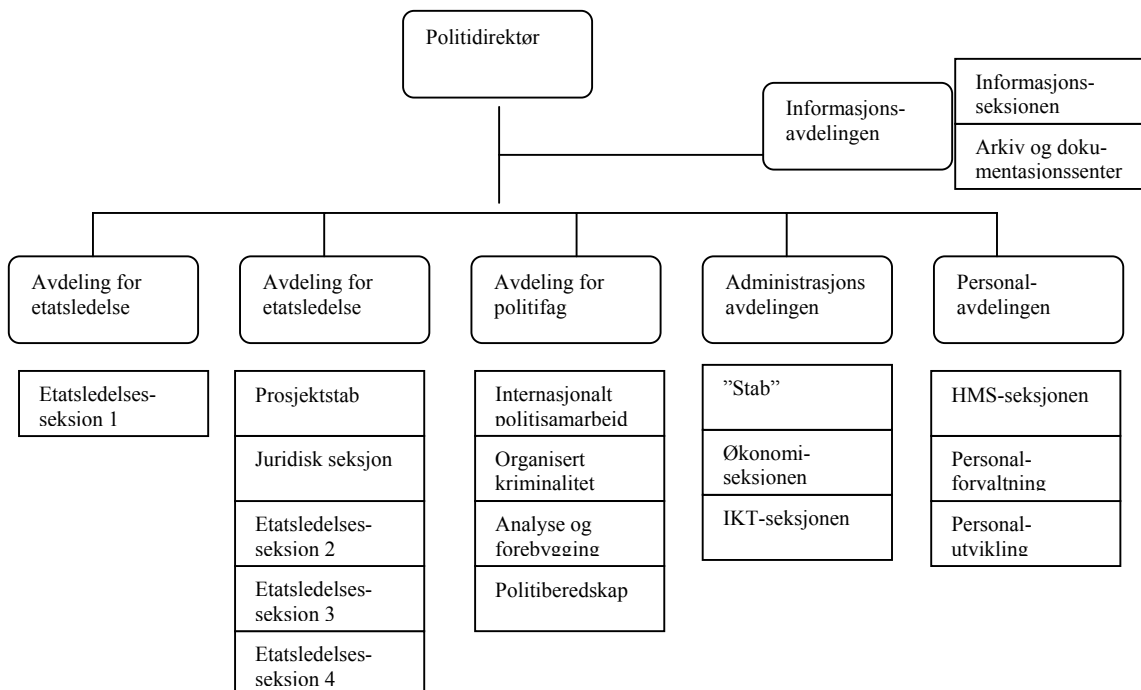 Politidirektør
Informasjons-
avdelingen
Informasjons-
seksjonen
Arkiv og doku-
mentasjonssenter
Avdeling for
etatsledelse
Avdeling for
etatsledelse
Avdeling for
politifag
Administrasjons
avdelingen
Personal-
avdelingen
Etatsledelses-
seksjon 1
Prosjektstab
Juridisk seksjon
Etatsledelses-
seksjon 2
Etatsledelses-
seksjon 3
Etatsledelses-
seksjon 4
Internasjonalt
politisamarbeid
Organisert
kriminalitet
Analyse og
forebygging
Politiberedskap
”Stab”
Økonomi-
seksjonen
IKT-seksjonen
HMS-seksjonen
Personal-
forvaltning
Personal-
utvikling